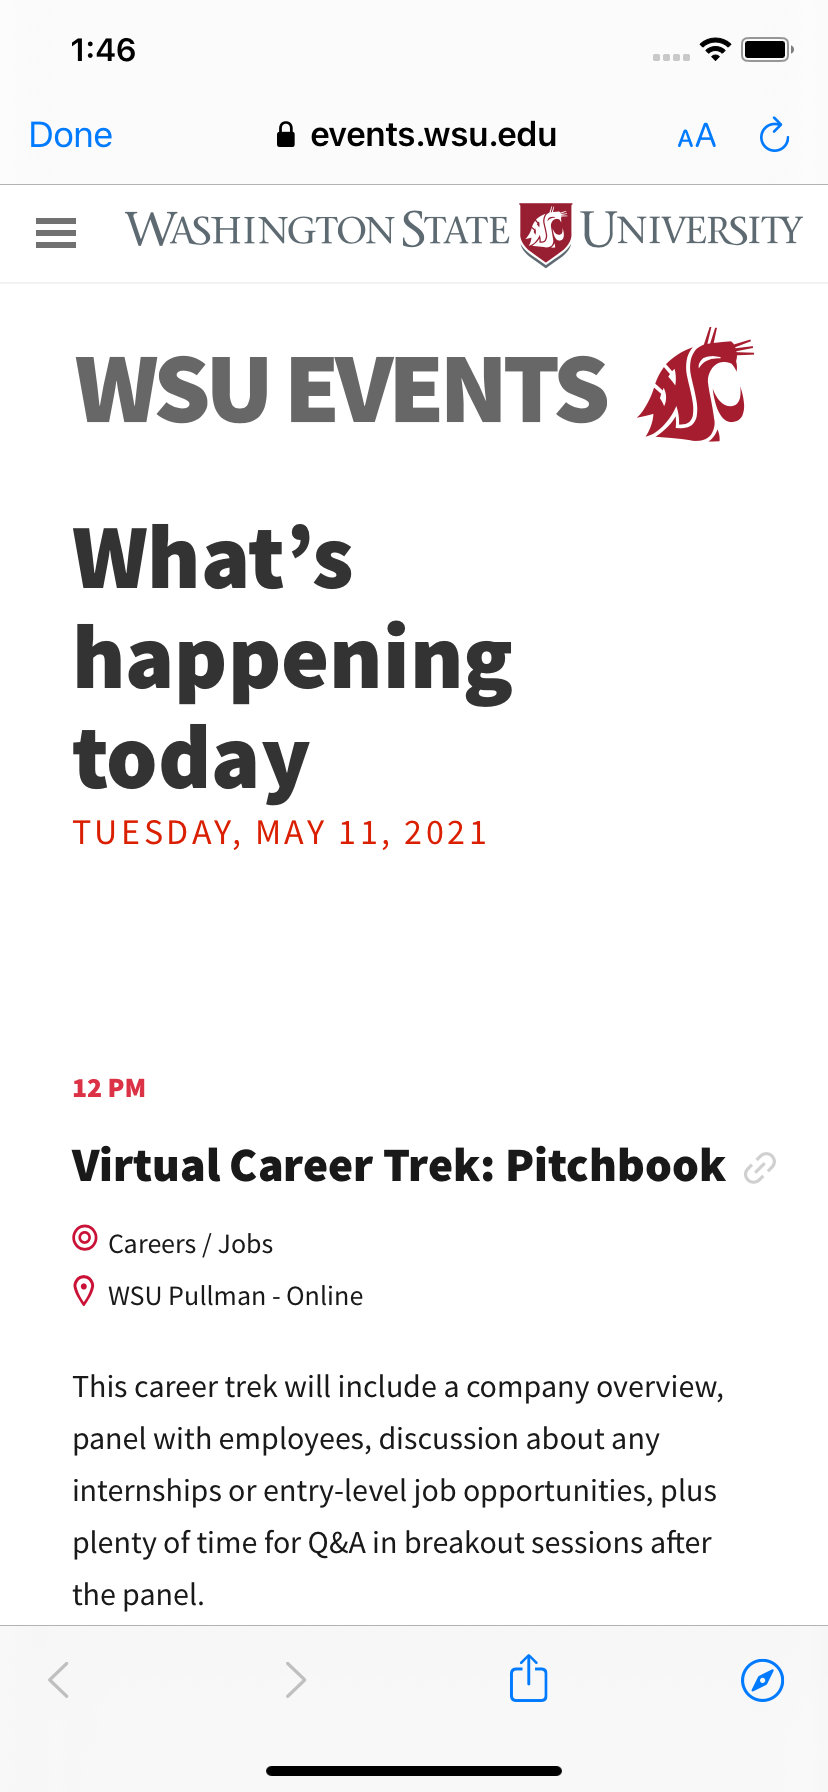 1:46
Done
events.wsu.edu
AA
WASHINGTON STATE UNIVERSITY
WSU EVENTS
What’s
happening
today
TUESDAY, MAY 11, 2021
12 PM
Virtual Career Trek: Pitchbook
Careers / Jobs
WSU Pullman - Online
This career trek will include a company overview,
panel with employees, discussion about any
internships or entry-level job opportunities, plus
plenty of time for Q&A in breakout sessions after
the panel.